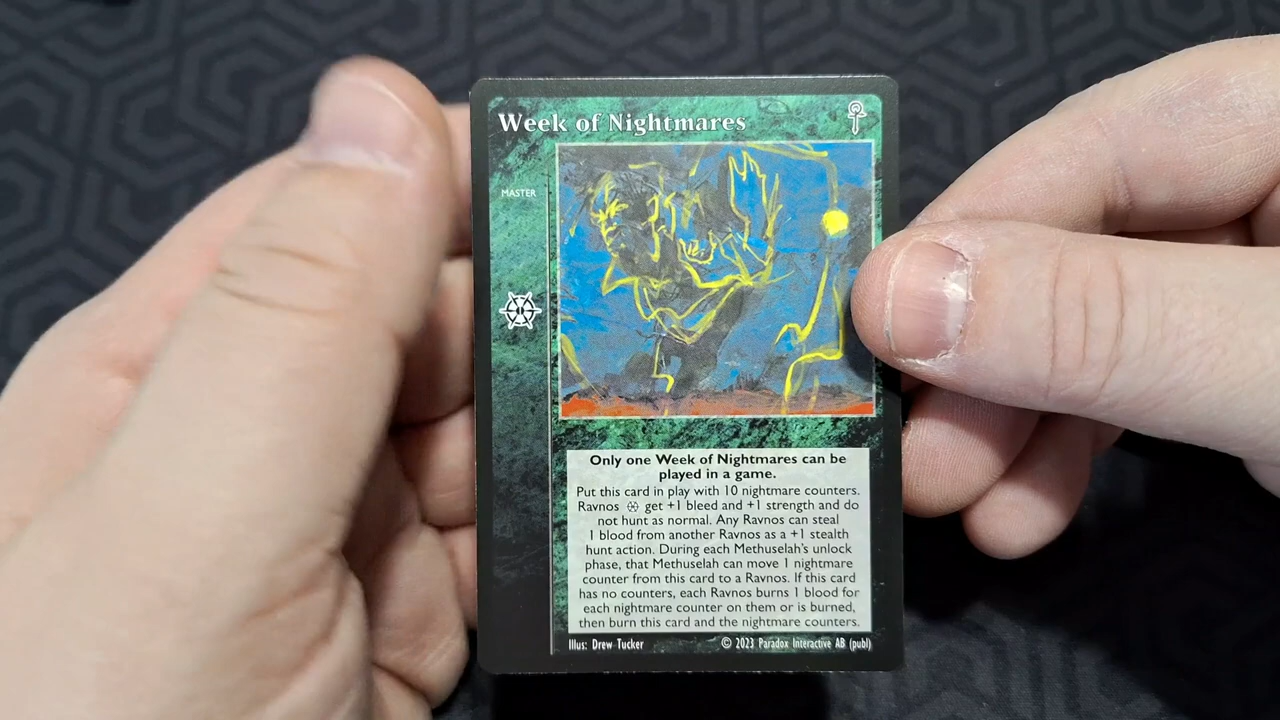 Week of Nightmares
MASTER
Only one Week of Nightmares can be
played in a game.
Put this card in play with 10 nightmare counters.
Ravnos get +1 bleed and +1 strength and do
not hunt as normal. Any Ravnos can steal
1 blood from another Ravnos as a +1 stealth
hunt action. During each Methuselah's unlock
phase, that Methuselah can move 1 nightmare
counter from this card to a Ravnos. If this card
has no counters, each Ravnos burns 1 blood for
each nightmare counter on them or is burned,
then burn this card and the nightmare counters.
Illus: Drew Tucker © 2023 Paradox Interactive AB (publ)